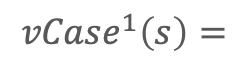 vCase¹(s) =